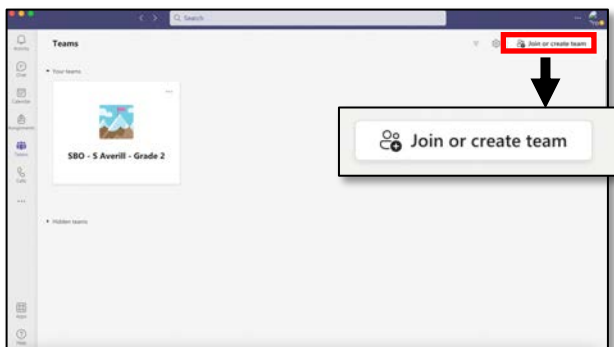 Search
Teams
Join or create team
Activity
Your teams
Chat
Calendar
Assignments
SBO - S Averill - Grade 2
Join or create team
Teams
Calls
Hidden teams
Apps
Help